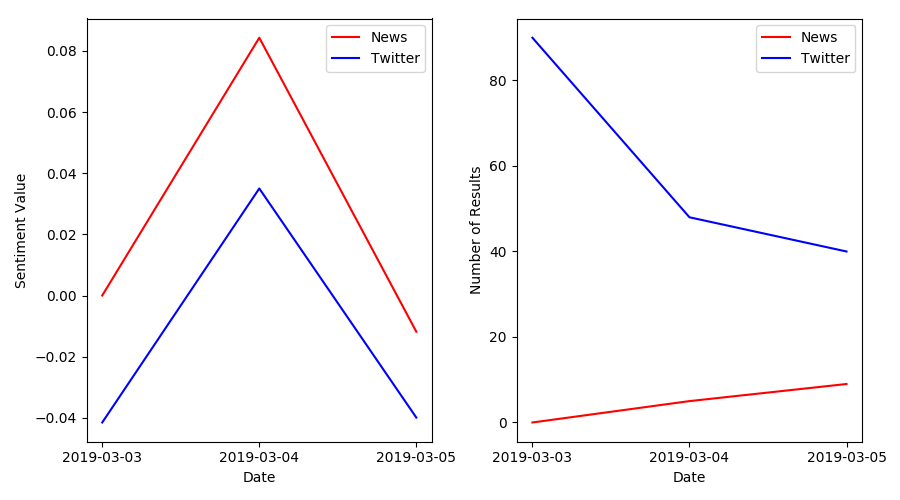 0.08
0.06
0.04
0.02
0.00
−0.02
−0.04
Sentiment Value
2019-03-03
2019-03-04
2019-03-05
Date
News
Twitter
80
60
40
20
0
Number of Results
2019-03-03
2019-03-04
2019-03-05
Date
News
Twitter